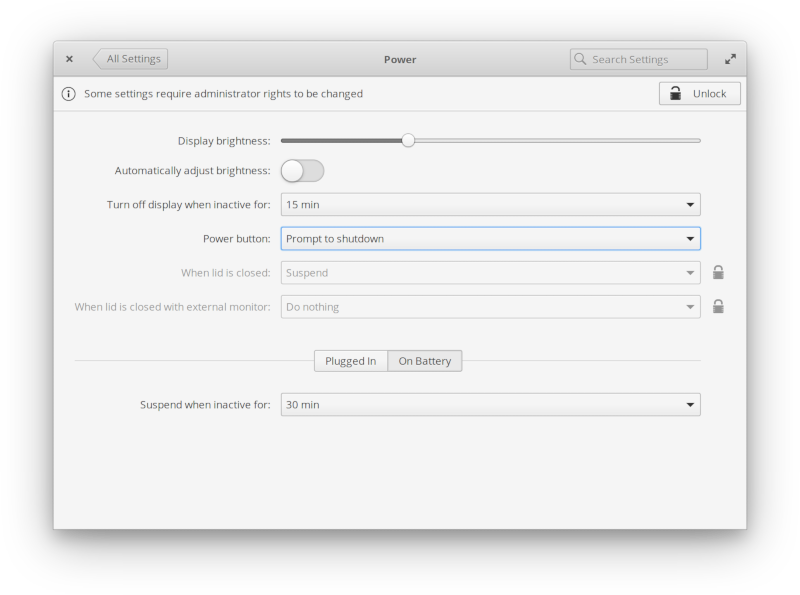 All Settings
Power
Search Settings
Some settings require administrator rights to be changed
Unlock
Display brightness:
Automatically adjust brightness:
Turn off display when inactive for: 15 min
Power button: Prompt to shutdown
When lid is closed: Suspend
When lid is closed with external monitor: Do nothing
Plugged In On Battery
Suspend when inactive for: 30 min